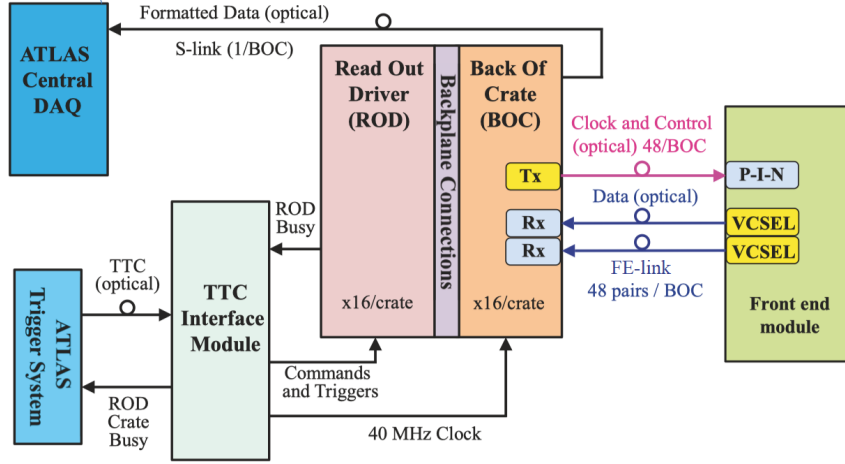 Formatted Data (optical)
S-link (1/BOC)
ATLAS
Central
DAQ
Read Out
Driver
(ROD)
Backplane Connections
Back Of
Crate
(BOC)
Clock and Control
(optical) 48/BOC
Tx
P-I-N
Data (optical)
Rx
VCSEL
Rx
VCSEL
FE-link
48 pairs / BOC
Front end
module
x16/crate
x16/crate
ROD
Busy
TTC
(optical)
TTC
Interface
Module
ATLAS
Trigger System
ROD
Crate
Busy
Commands
and Triggers
40 MHz Clock